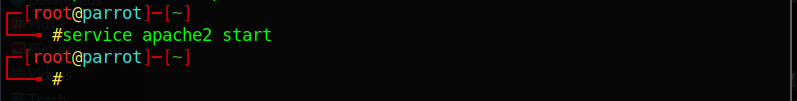 ┌─[root@parrot]─[~]
└──╼ #service apache2 start
┌─[root@parrot]─[~]
└──╼ #